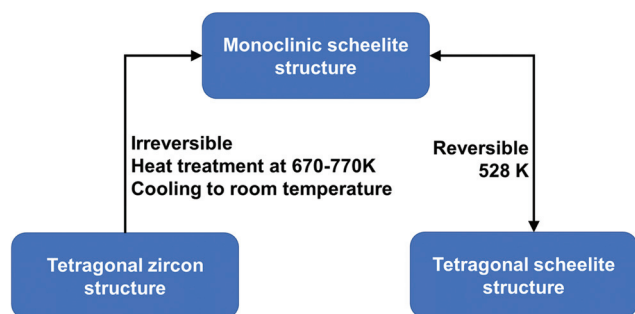 Monoclinic scheelite
structure
Irreversible
Heat treatment at 670-770K
Cooling to room temperature
Reversible
528 K
Tetragonal zircon
structure
Tetragonal scheelite
structure